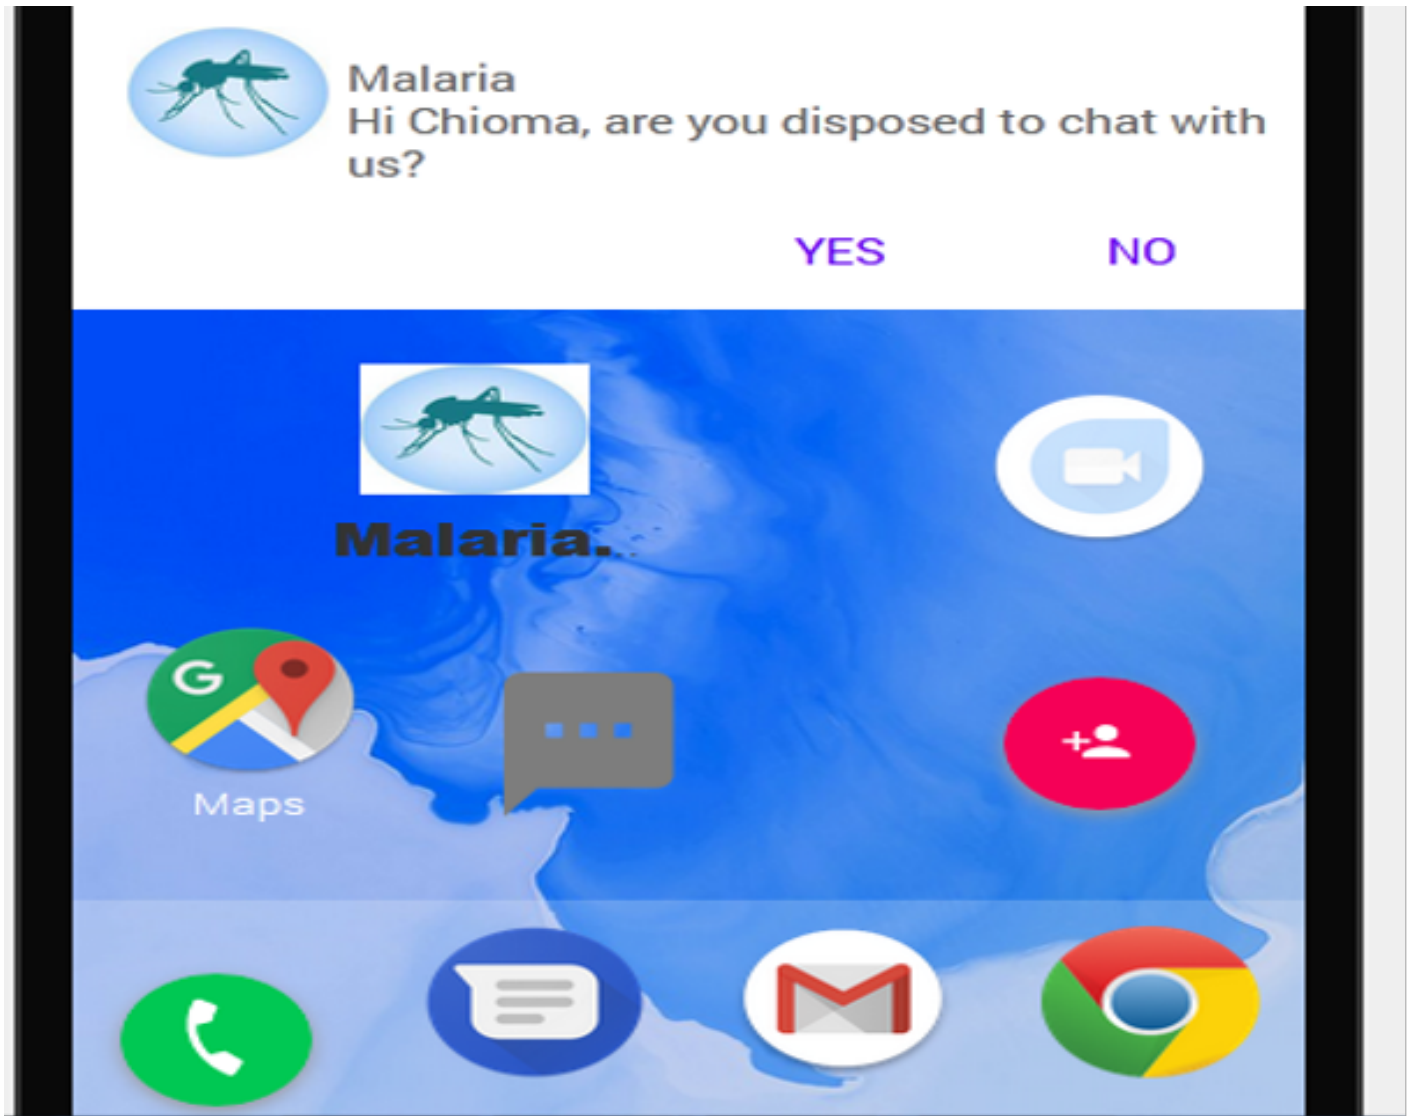 Malaria
Hi Chioma, are you disposed to chat with
us?
YES NO
Malaria...
G
Maps